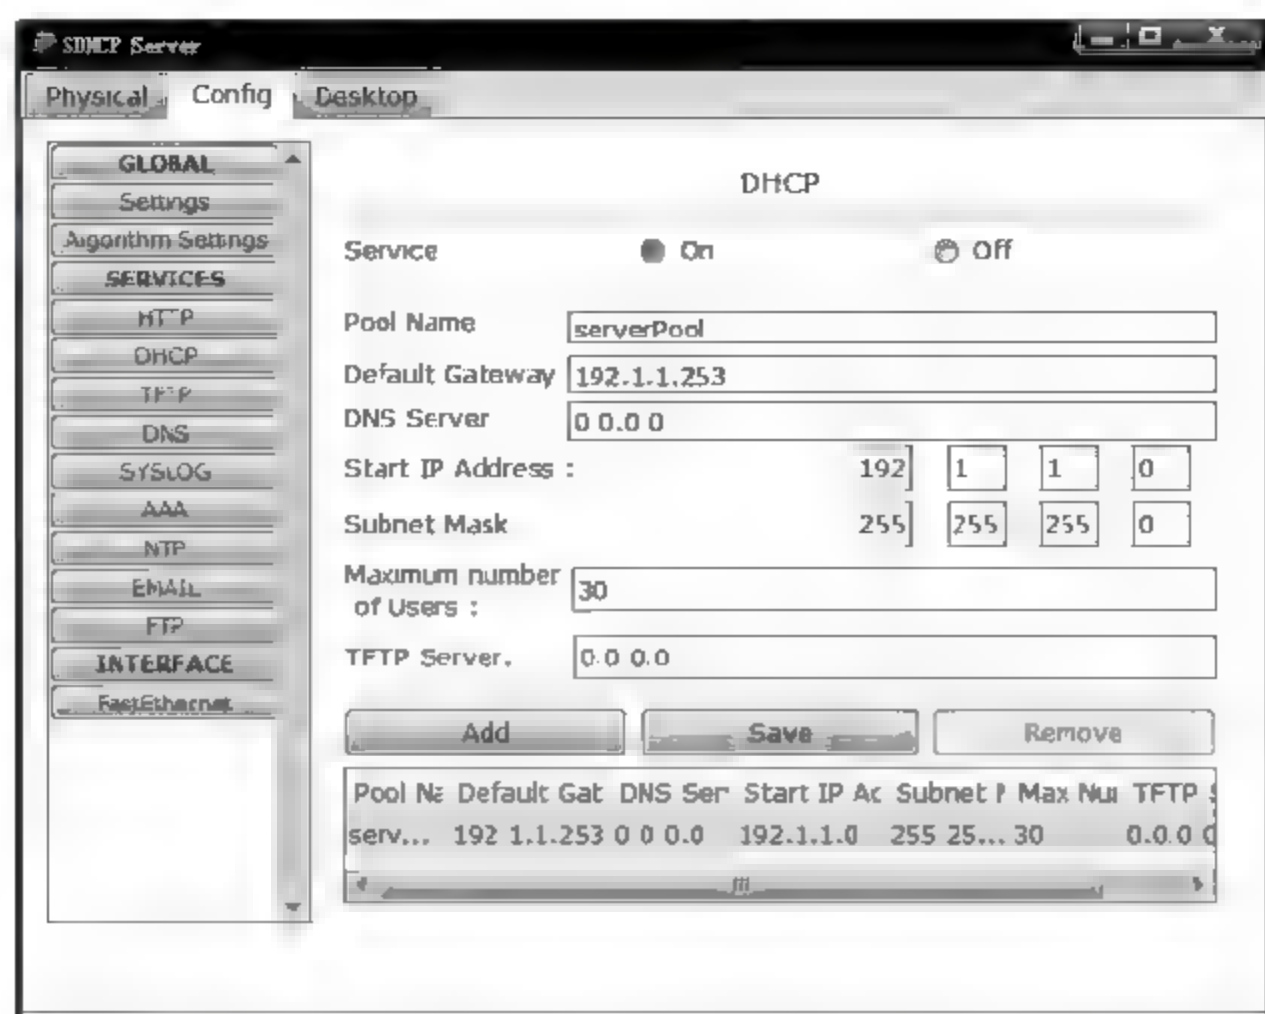 SDHCP Server
Physical Config Desktop
GLOBAL
Settings
Algorithm Settings
SERVICES
HTTP
DHCP
TFTP
DNS
SYSLOG
AAA
NTP
EMAIL
FTP
INTERFACE
FastEthernet
DHCP
Service On Off
Pool Name serverPool
Default Gateway 192.1.1.253
DNS Server 0 0.0 0
Start IP Address : 192 1 1 0
Subnet Mask 255 255 255 0
Maximum number
of Users : 30
TFTP Server. 0.0 0.0
Add Save Remove
Pool Na Default Gat DNS Ser Start IP Ac Subnet Max Nu TFTP
serv... 192 1.1.253 0 0 0.0 192.1.1.0 255 25... 30 0.0.0 0